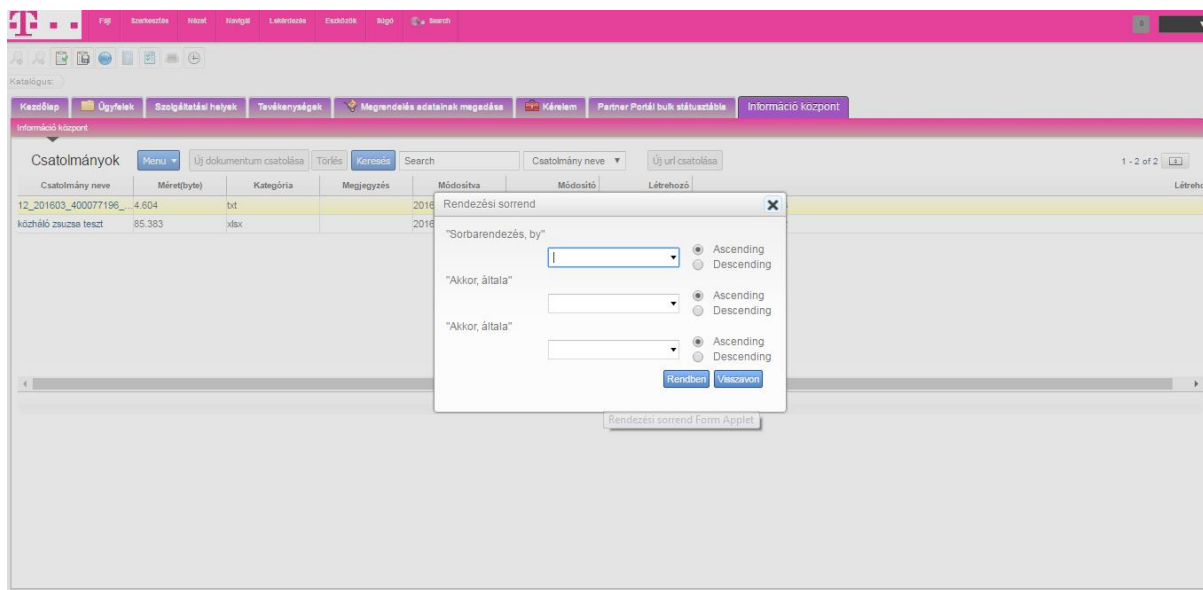 T
Fájl Szerkesztés Nézet Navigál Lekérdezés Eszközök Súgó Search
Katalógus:
Kezdőlap Ügyfelek Szolgáltatási helyek Tevékenységek Megrendelés adatainak megadása Kérelem Partner Portál bulk státusztábla Információ központ
Információ központ
Csatolmányok Menu Új dokumentum csatolása Törlés Keresés Search Csatolmány neve Új url csatolása 1 - 2 of 2
Csatolmány neve Méret(byte) Kategória Megjegyzés Módosítva Módosító Létrehozó Létreho
12_201603_400077196_... 4.604 txt 2016
közháló zsuzsa teszt 85.383 xlsx 2016
Rendezési sorrend
"Sorbarendezés, by"
Ascending
Descending
"Akkor, általa"
Ascending
Descending
"Akkor, általa"
Ascending
Descending
Rendben Visszavon
Rendezési sorrend Form Applet